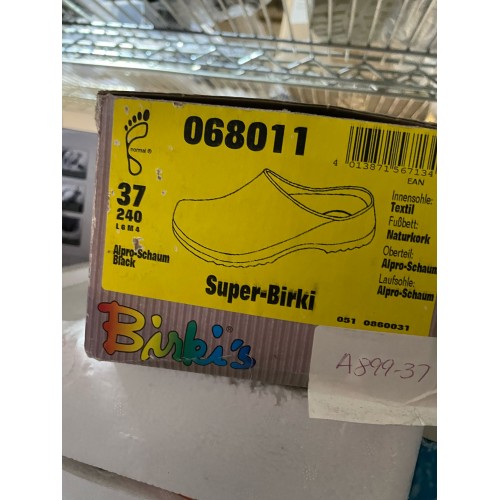 068011
normal ®
37
240
L 6 M 4
Alpro-Schaum
Black
Super-Birki
4 013871 567134
EAN
Innensohle:
Textil
Fußbett:
Naturkork
Oberteil:
Alpro-Schaum
Laufsohle:
Alpro-Schaum
051 0860031
Birki's®
A899-37